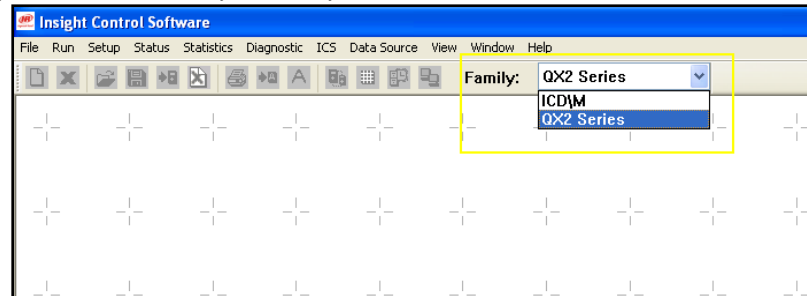 Insight Control Software
File Run Setup Status Statistics Diagnostic ICS Data Source View Window Help
Family: QX2 Series
ICD\M
QX2 Series